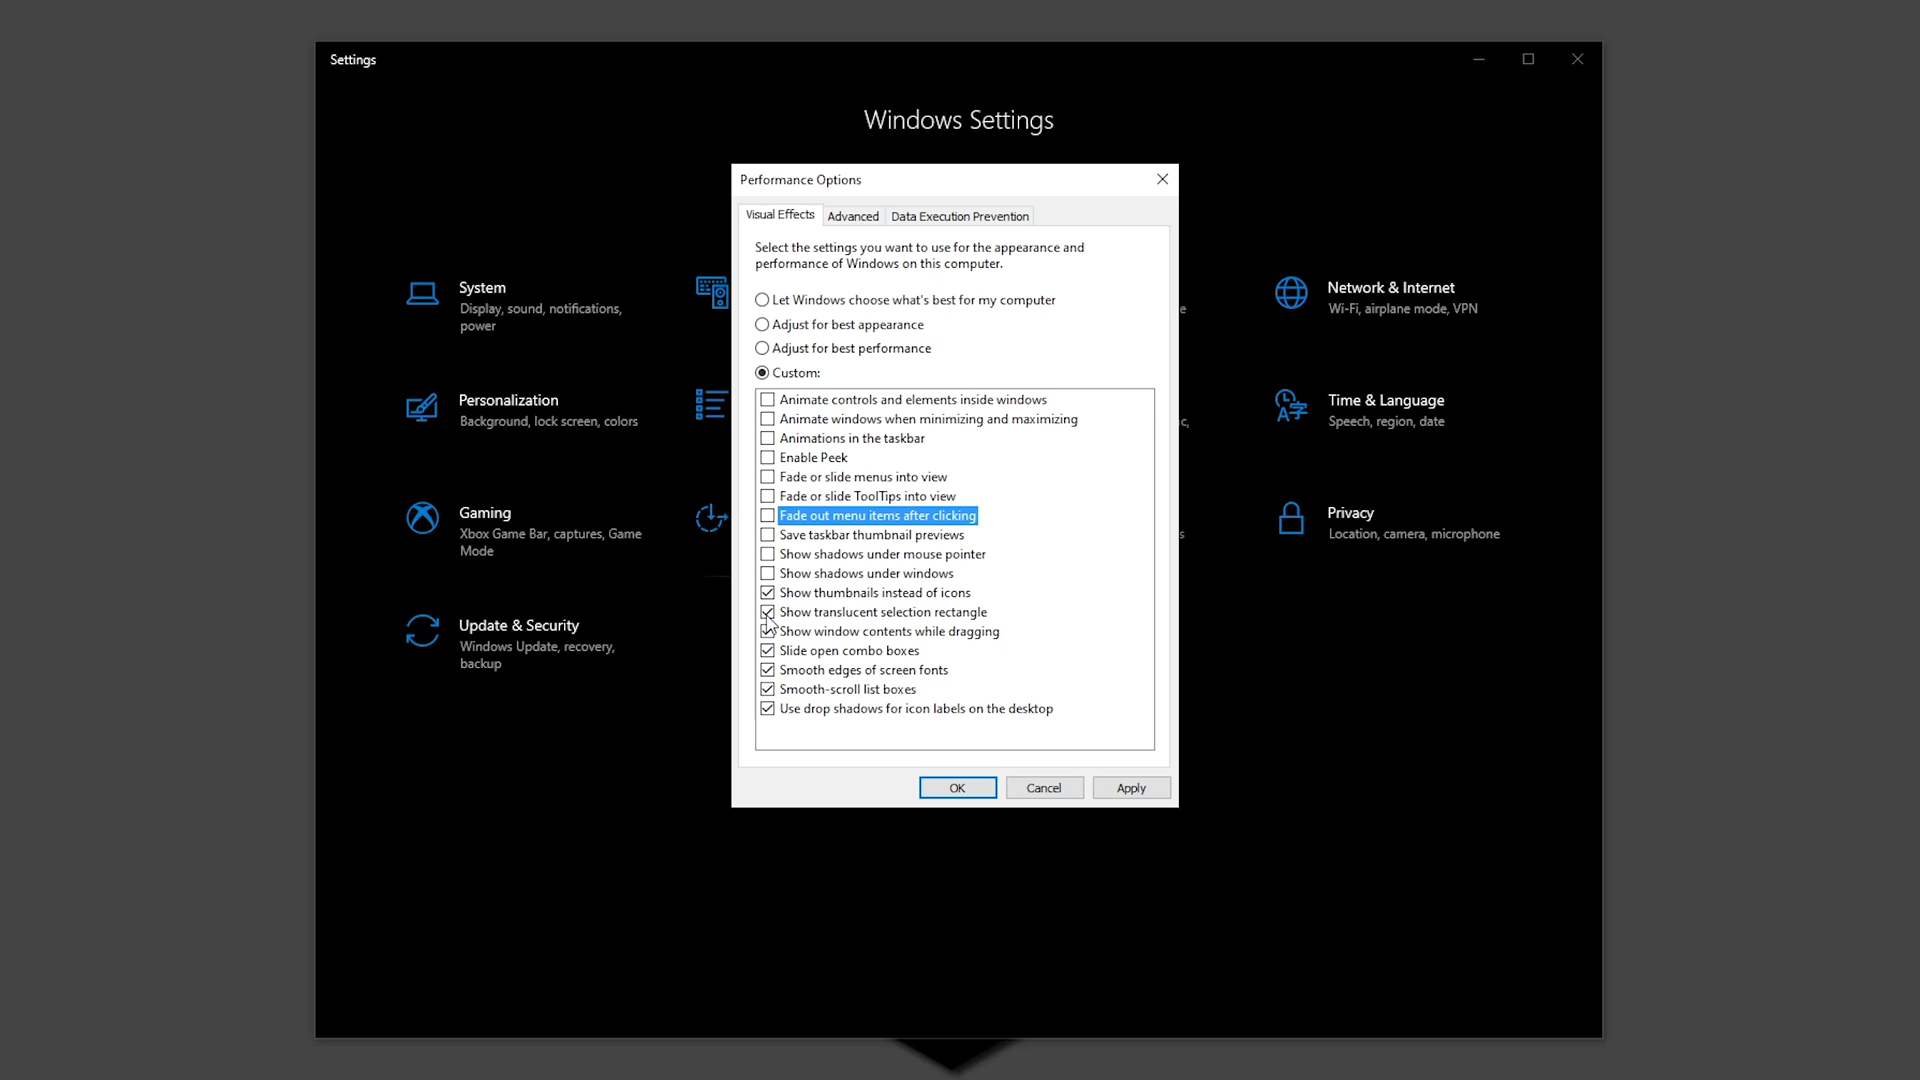 Settings
Windows Settings
Performance Options
Visual Effects
Advanced
Data Execution Prevention
Select the settings you want to use for the appearance and
performance of Windows on this computer.
Let Windows choose what's best for my computer
Adjust for best appearance
Adjust for best performance
Custom:
Animate controls and elements inside windows
Animate windows when minimizing and maximizing
Animations in the taskbar
Enable Peek
Fade or slide menus into view
Fade or slide ToolTips into view
Fade out menu items after clicking
Save taskbar thumbnail previews
Show shadows under mouse pointer
Show shadows under windows
Show thumbnails instead of icons
Show translucent selection rectangle
Show window contents while dragging
Slide open combo boxes
Smooth edges of screen fonts
Smooth-scroll list boxes
Use drop shadows for icon labels on the desktop
OK
Cancel
Apply
System
Display, sound, notifications,
power
Network & Internet
Wi-Fi, airplane mode, VPN
Personalization
Background, lock screen, colors
Time & Language
Speech, region, date
Gaming
Xbox Game Bar, captures, Game
Mode
Privacy
Location, camera, microphone
Update & Security
Windows Update, recovery,
backup